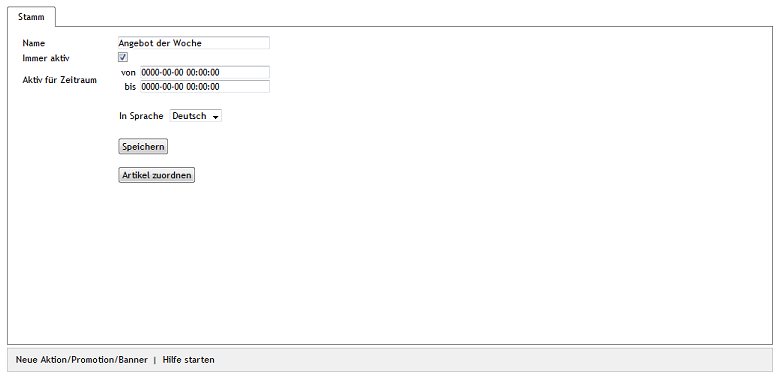 Stamm
Name Angebot der Woche
Immer aktiv
Aktiv für Zeitraum
von 0000-00-00 00:00:00
bis 0000-00-00 00:00:00
In Sprache Deutsch
Speichern
Artikel zuordnen
Neue Aktion/Promotion/Banner | Hilfe starten